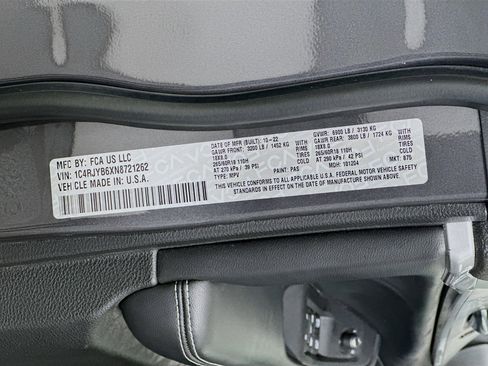 MFD BY: FCA US LLC
VIN: 1C4RJYB6XN8721262
VEHICLE MADE IN U.S.A.
DATE OF MFR (BUILT): 10-22
GAWR FRONT: 3200 LB / 1452 KG WITH
18X8.0 RIMS
265/60R18 110H TIRES
AT 270 kPa / 39 PSI COLD
TYPE: MPV PAINT: PAS
GVWR: 6900 LB / 3130 KG
GAWR REAR: 3800 LB / 1724 KG WITH
18X8.0 RIMS
265/60R18 110H TIRES
AT 290 kPa / 42 PSI COLD
MDH: 101204 MKT: 875
THIS VEHICLE CONFORMS TO ALL APPLICABLE U.S.A. FEDERAL MOTOR
VEHICLE SAFETY STANDARDS IN EFFECT ON THE
DATE OF MANUFACTURE SHOWN ABOVE